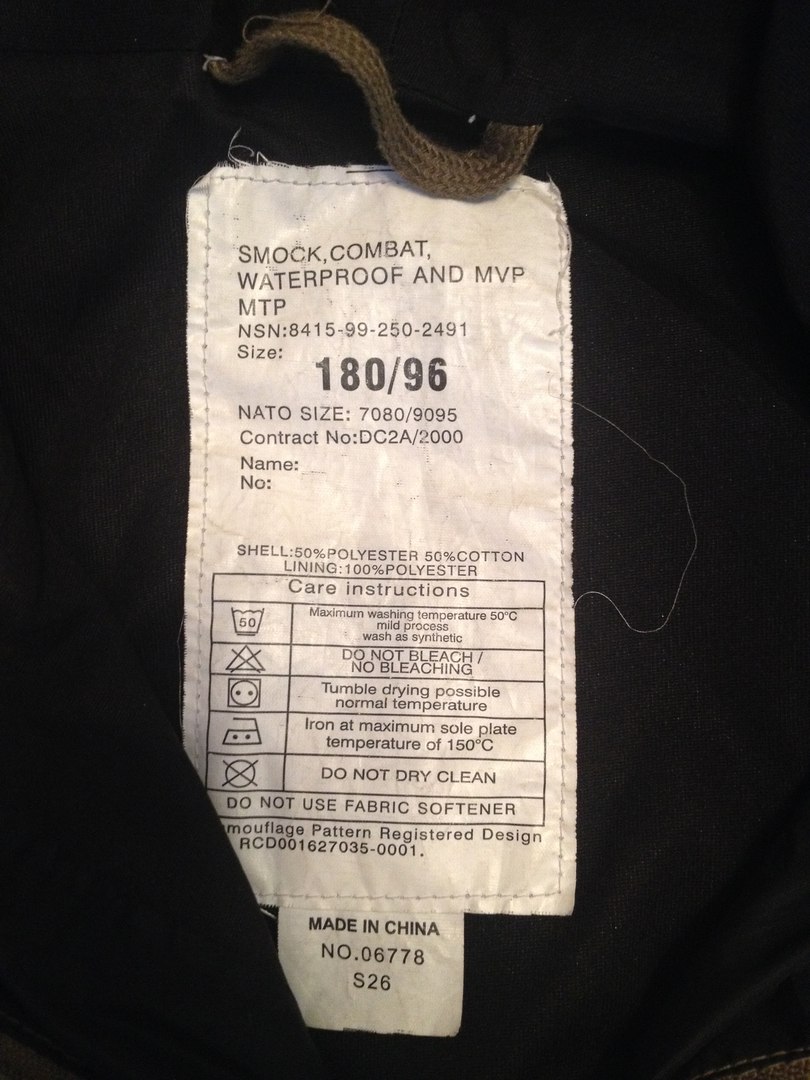 SMOCK,COMBAT,
WATERPROOF AND MVP
MTP
NSN:8415-99-250-2491
Size:
180/96
NATO SIZE: 7080/9095
Contract No:DC2A/2000
Name:
No:
SHELL:50%POLYESTER 50%COTTON
LINING:100%POLYESTER
Care instructions
50
Maximum washing temperature 50°C
mild process
wash as synthetic
DO NOT BLEACH /
NO BLEACHING
Tumble drying possible
normal temperature
Iron at maximum sole plate
temperature of 150°C
DO NOT DRY CLEAN
DO NOT USE FABRIC SOFTENER
mouflage Pattern Registered Design
RCD001627035-0001.
MADE IN CHINA
NO.06778
S26